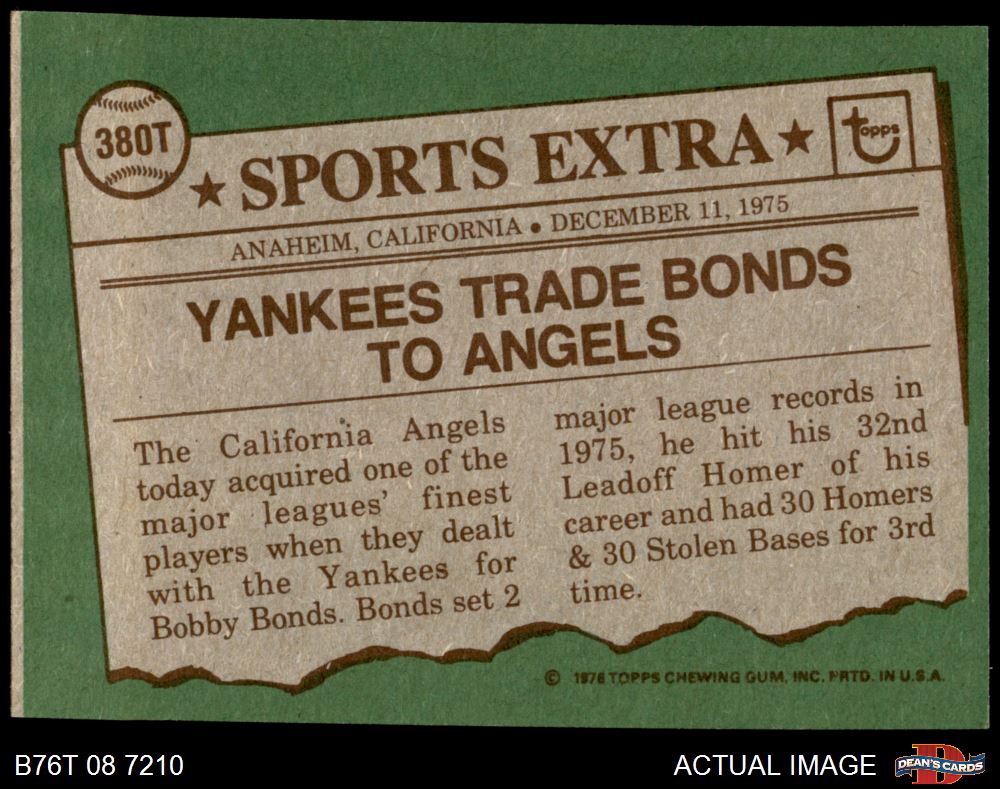 380T
★ SPORTS EXTRA ★
topps
ANAHEIM, CALIFORNIA • DECEMBER 11, 1975
YANKEES TRADE BONDS
TO ANGELS
The California Angels
today acquired one of the
major leagues' finest
players when they dealt
with the Yankees for
Bobby Bonds. Bonds set 2
major league records in
1975, he hit his 32nd
Leadoff Homer of his
career and had 30 Homers
& 30 Stolen Bases for 3rd
time.
© 1976 TOPPS CHEWING GUM, INC. PRTD. IN U.S.A.
B76T 08 7210
ACTUAL IMAGE
D
DEAN'S CARDS